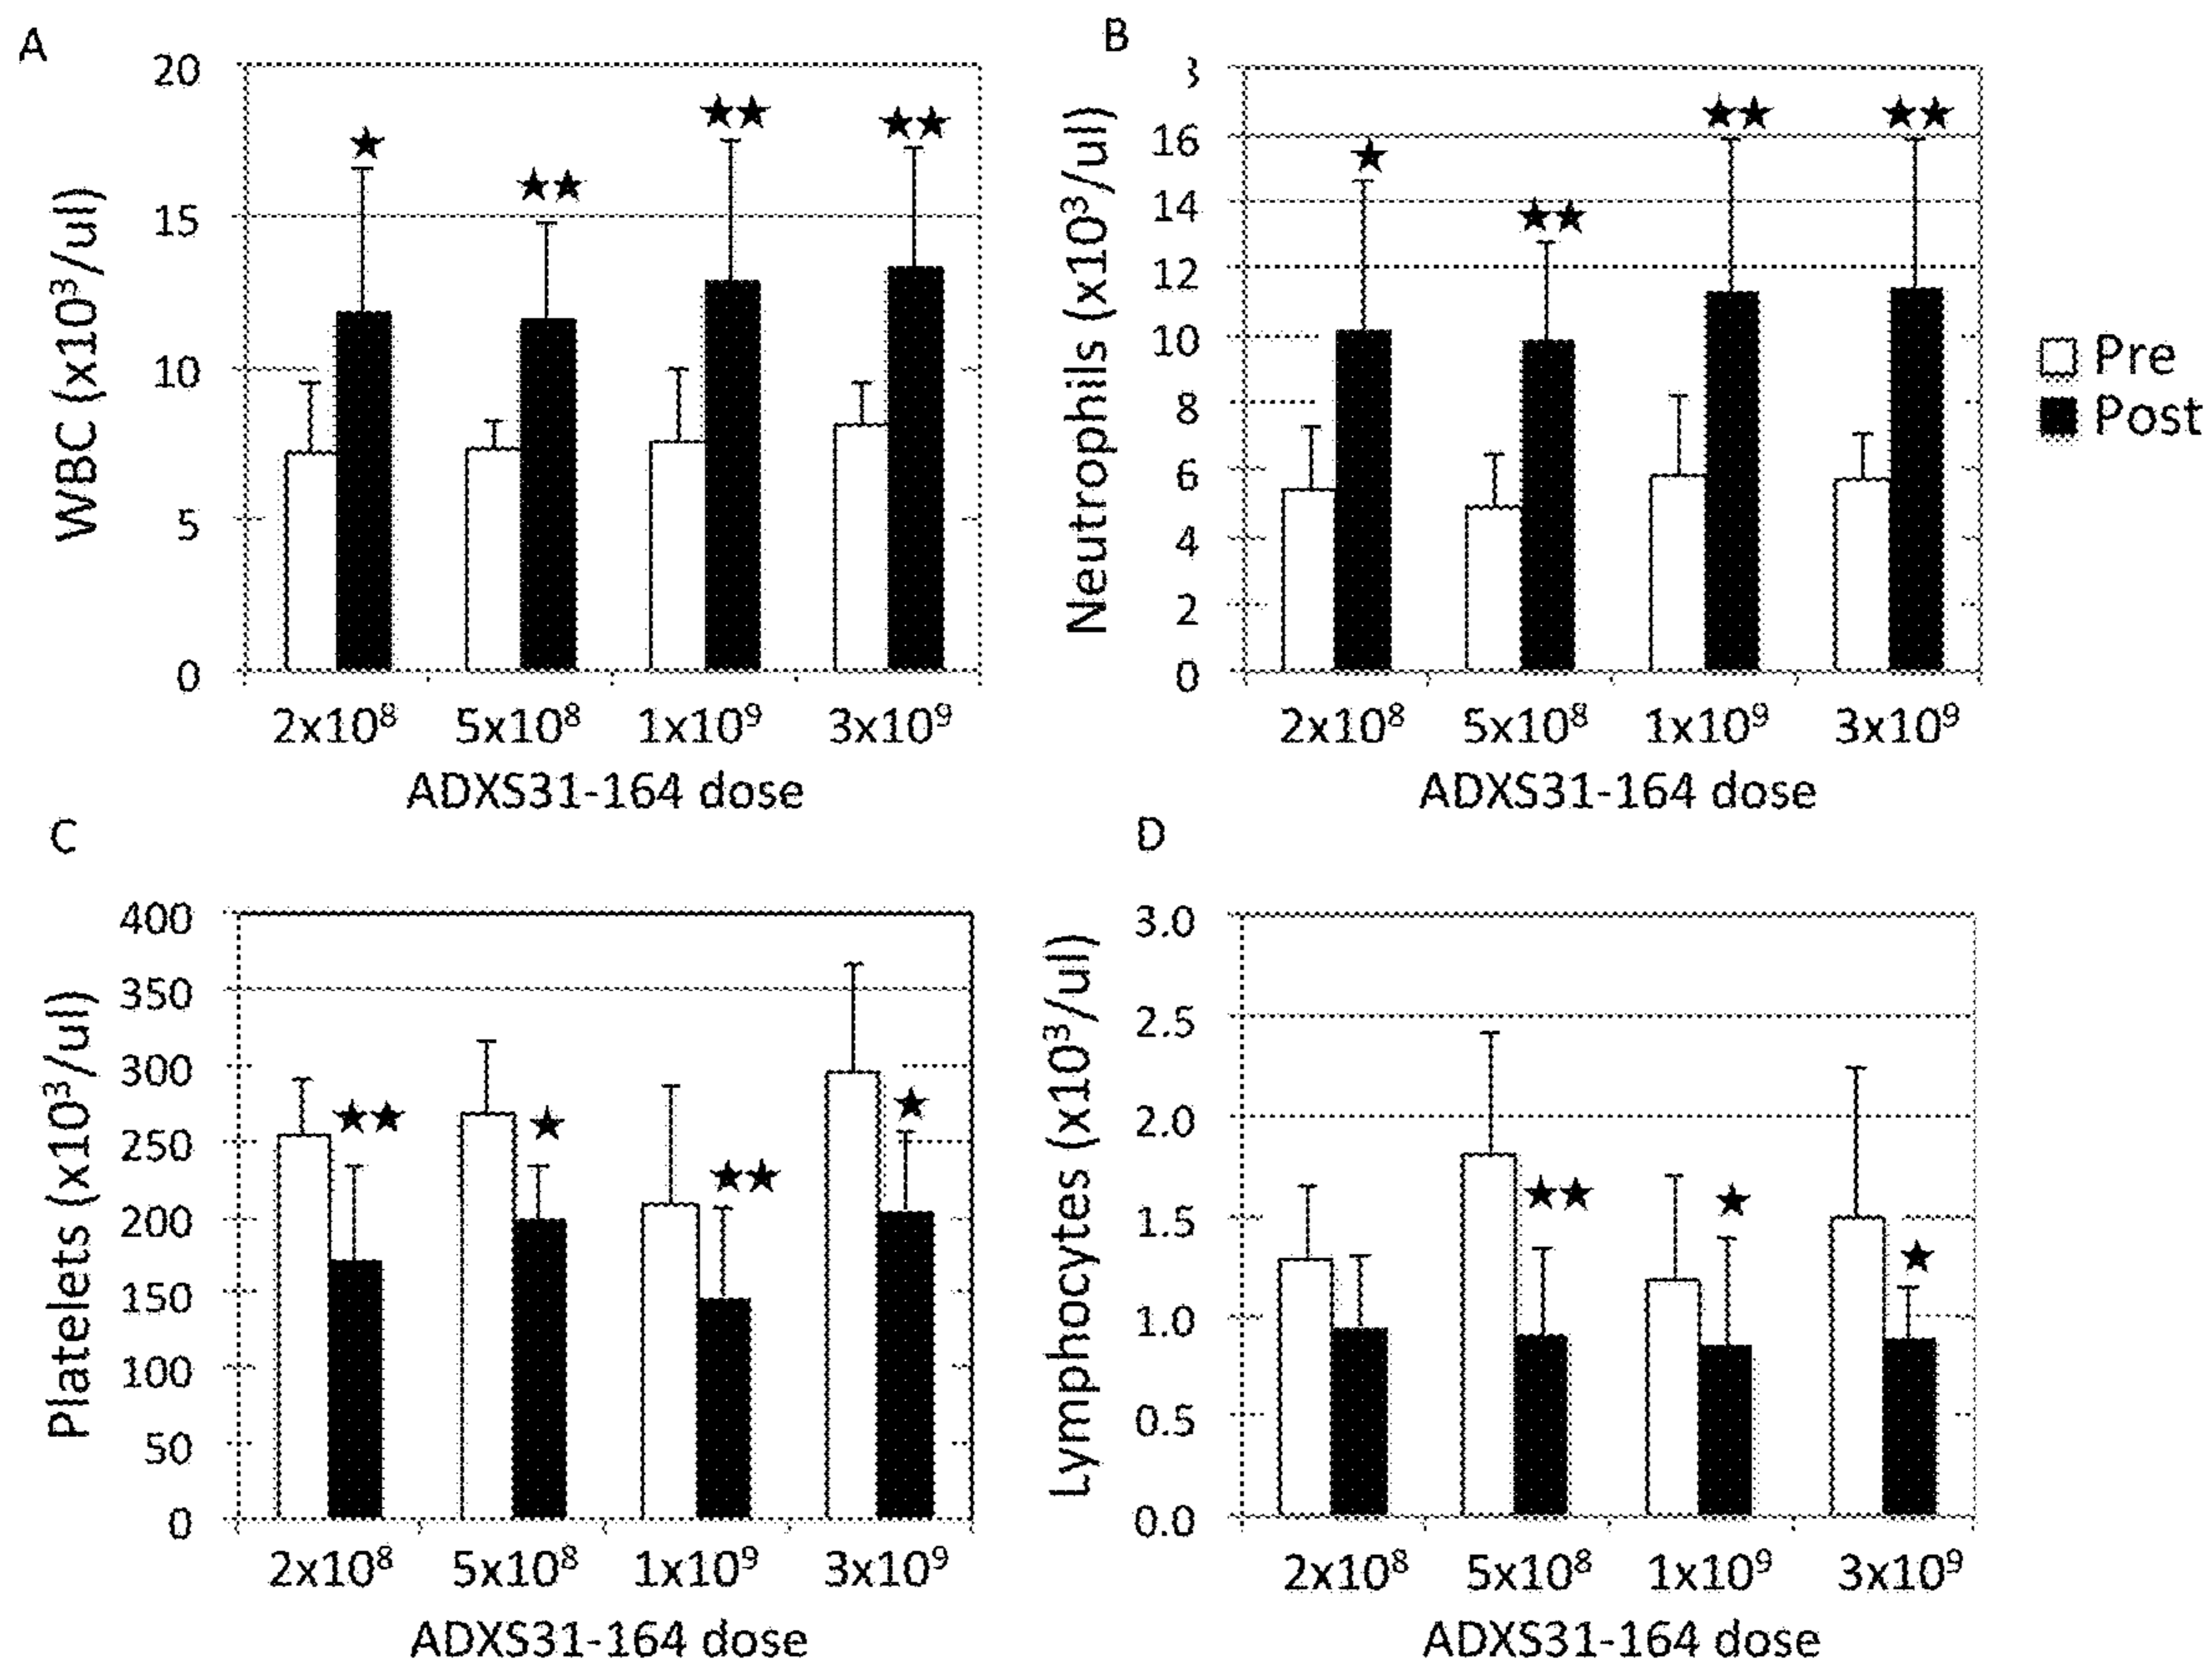 A
WBC (x10³/ul)
20
15
10
5
0
2x10⁸ 5x10⁸ 1x10⁹ 3x10⁹
ADXS31-164 dose
B
Neutrophils (x10³/ul)
16
14
12
10
8
6
4
2
0
2x10⁸ 5x10⁸ 1x10⁹ 3x10⁹
ADXS31-164 dose
Pre
Post
C
Platelets (x10³/ul)
400
350
300
250
200
150
100
50
0
2x10⁸ 5x10⁸ 1x10⁹ 3x10⁹
ADXS31-164 dose
D
Lymphocytes (x10³/ul)
3.0
2.5
2.0
1.5
1.0
0.5
0.0
2x10⁸ 5x10⁸ 1x10⁹ 3x10⁹
ADXS31-164 dose